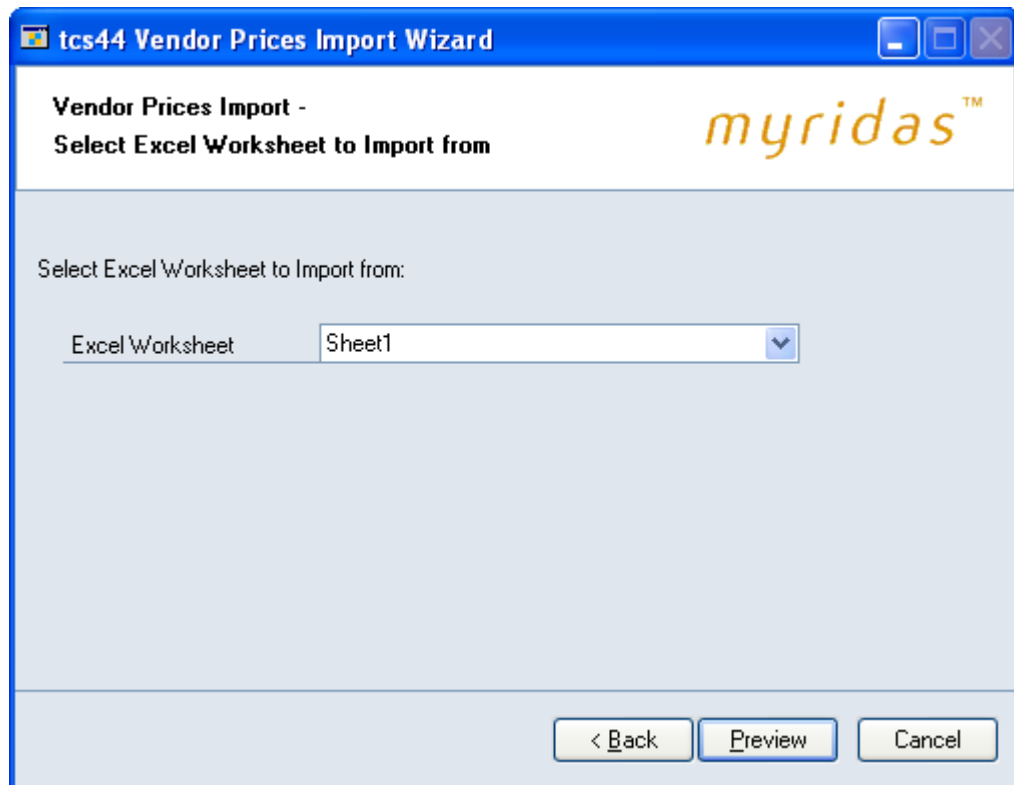 tcs44 Vendor Prices Import Wizard
Vendor Prices Import -
Select Excel Worksheet to Import from
myridas™
Select Excel Worksheet to Import from:
Excel Worksheet Sheet1
< Back Preview Cancel